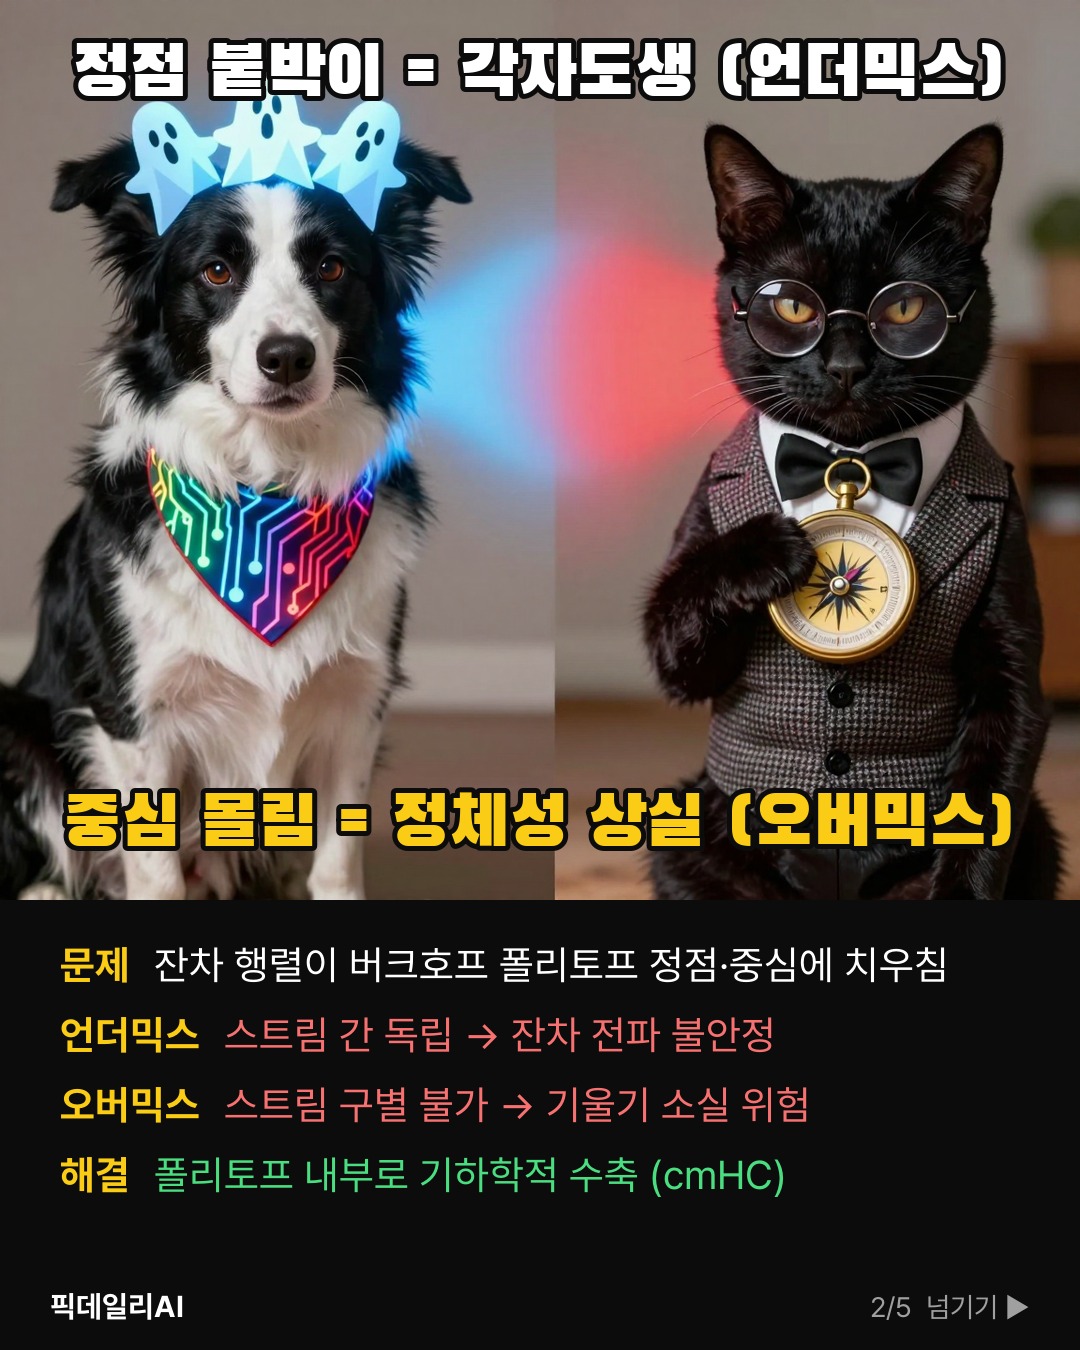 정점 붙박이 = 각자도생 (언더믹스)
중심 몰림 = 정체성 상실 (오버믹스)
문제 잔차 행렬이 버크호프 폴리토프 정점·중심에 치우침
언더믹스 스트림 간 독립 → 잔차 전파 불안정
오버믹스 스트림 구별 불가 → 기울기 소실 위험
해결 폴리토프 내부로 기하학적 수축 (cmHC)
픽데일리AI
2/5 넘기기 ▶